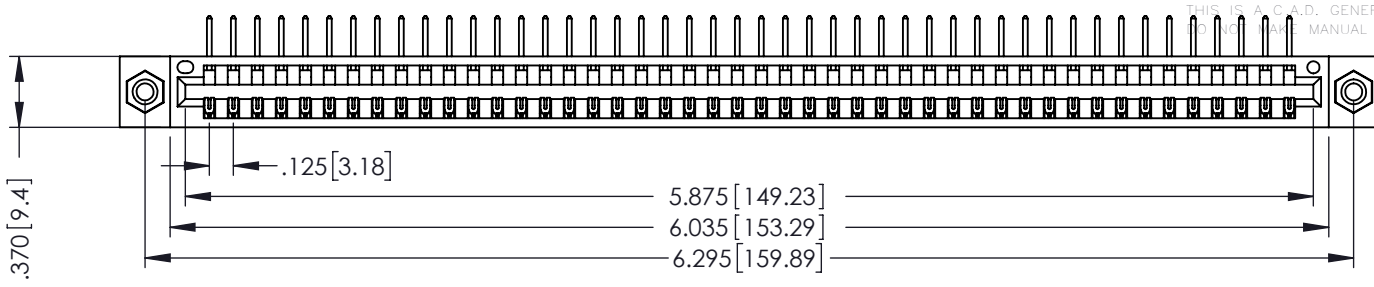 THIS IS A C.A.D. GENER
DO NOT MAKE MANUAL
.125[3.18]
5.875[149.23]
6.035[153.29]
6.295[159.89]
.370[9.4]